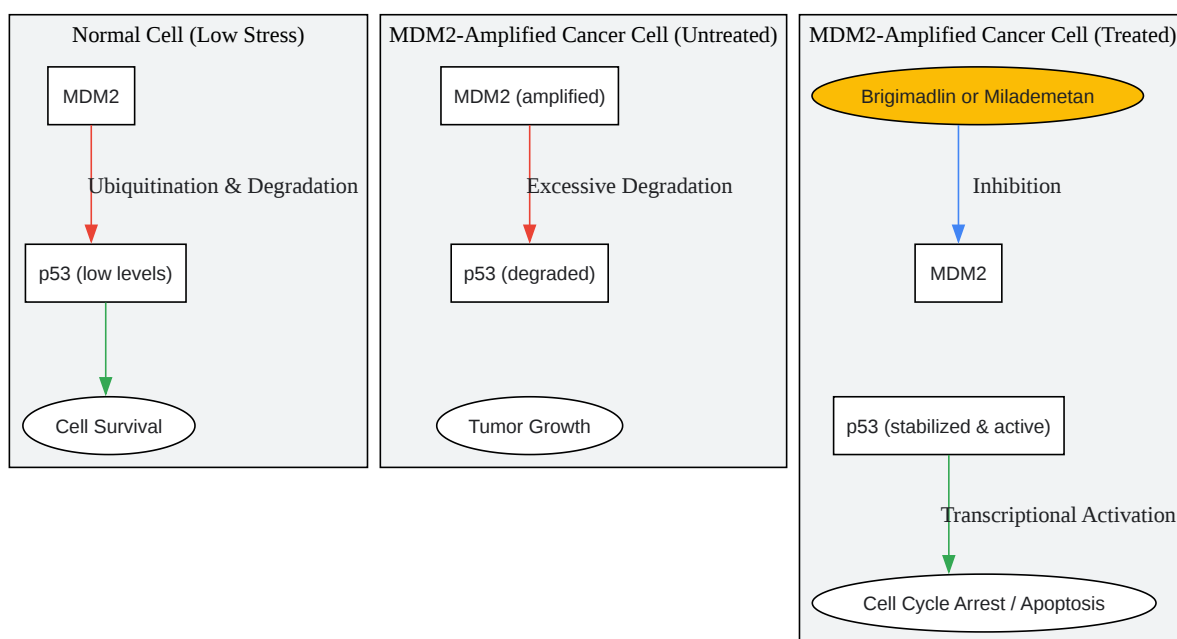 Normal Cell (Low Stress)
MDM2
Ubiquitination & Degradation
p53 (low levels)
Cell Survival
MDM2-Amplified Cancer Cell (Untreated)
MDM2 (amplified)
Excessive Degradation
p53 (degraded)
Tumor Growth
MDM2-Amplified Cancer Cell (Treated)
Brigimadlin or Milademetan
Inhibition
MDM2
p53 (stabilized & active)
Transcriptional Activation
Cell Cycle Arrest / Apoptosis